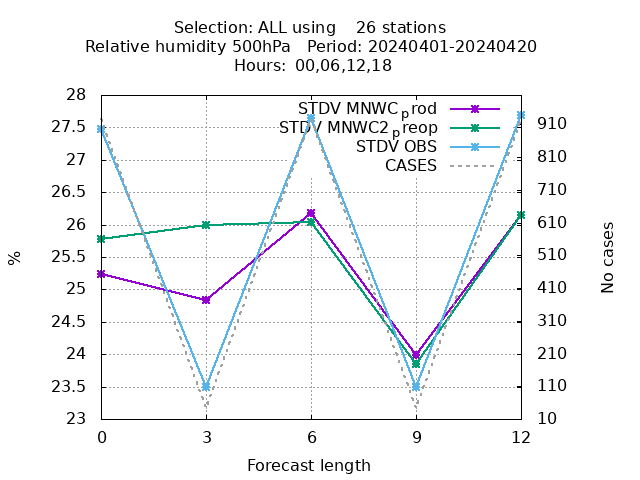 Selection: ALL using    26 stations
Relative humidity 500hPa   Period: 20240401-20240420
Hours:  00,06,12,18
28
27.5
27
26.5
26
25.5
25
24.5
24
23.5
23
%
STDV MNWCprod
STDV MNWC2preop
STDV OBS
CASES
910
810
710
610
510
410
310
210
110
10
No cases
0 3 6 9 12
Forecast length